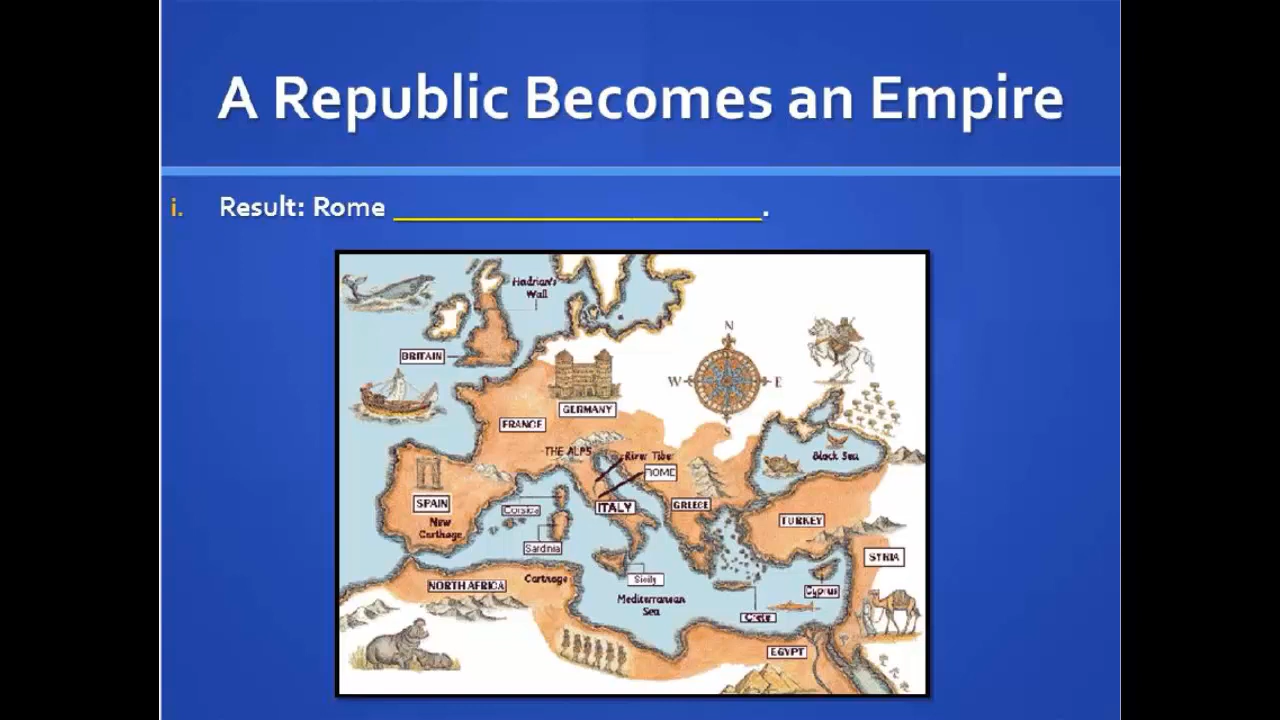 A Republic Becomes an Empire
i. Result: Rome ___________________________.
Hadrian's
Wall
BRITAIN
GERMANY
FRANCE
THE ALPS
River Tiber
ROME
Black Sea
SPAIN
New
Carthage
Corsica
ITALY
GREECE
TURKEY
Sardinia
SYRIA
NORTH AFRICA
Carthage
Sicily
Cyprus
Mediterranean
Sea
Crete
EGYPT
N
W
E
S